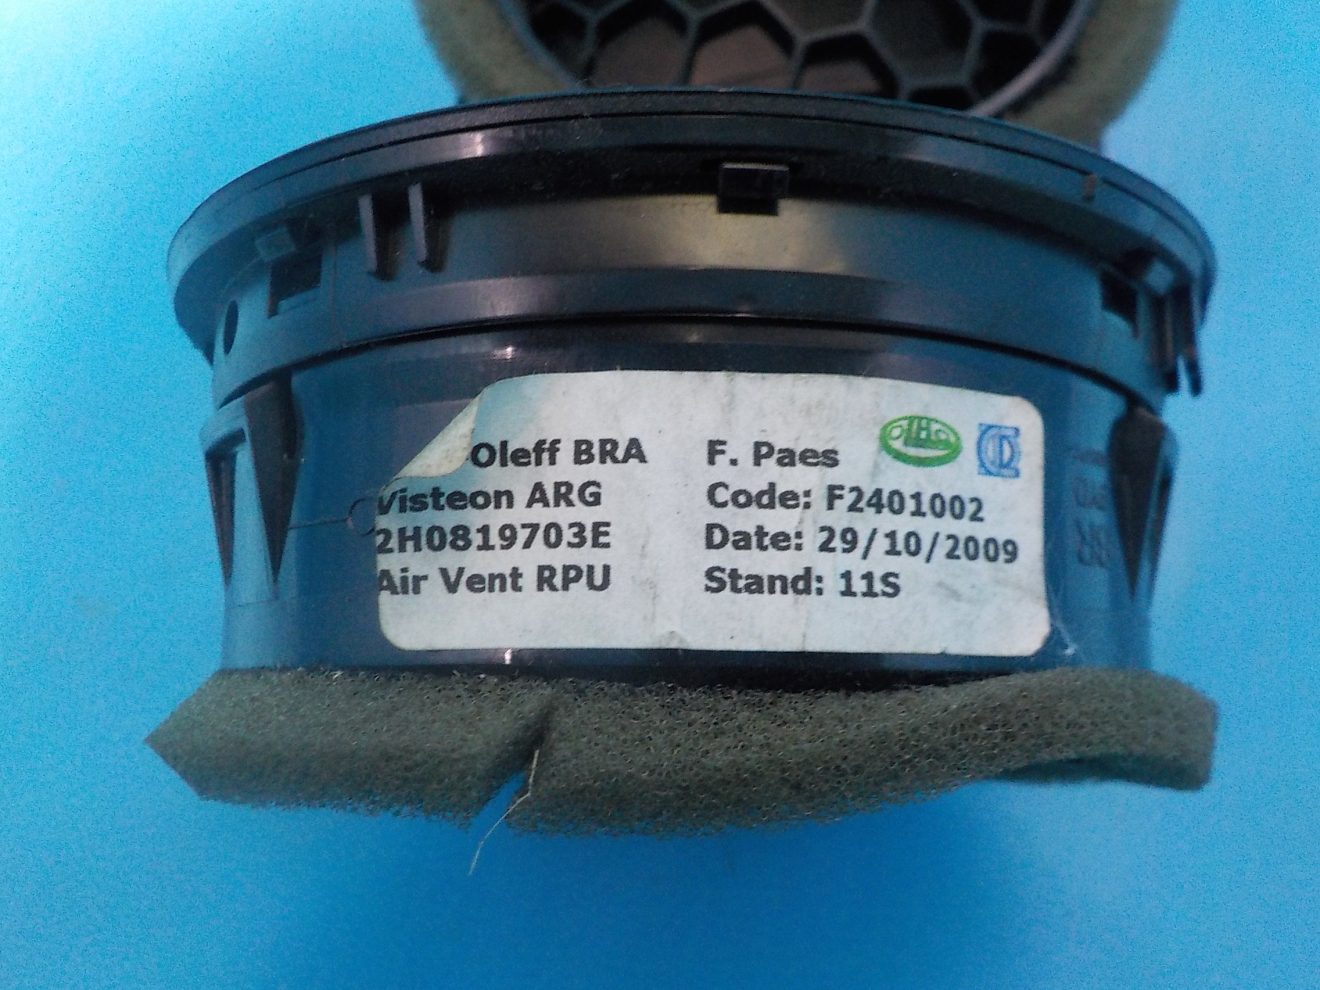 Oleff BRA
Visteon ARG
2H0819703E
Air Vent RPU
F. Paes
Code: F2401002
Date: 29/10/2009
Stand: 11S